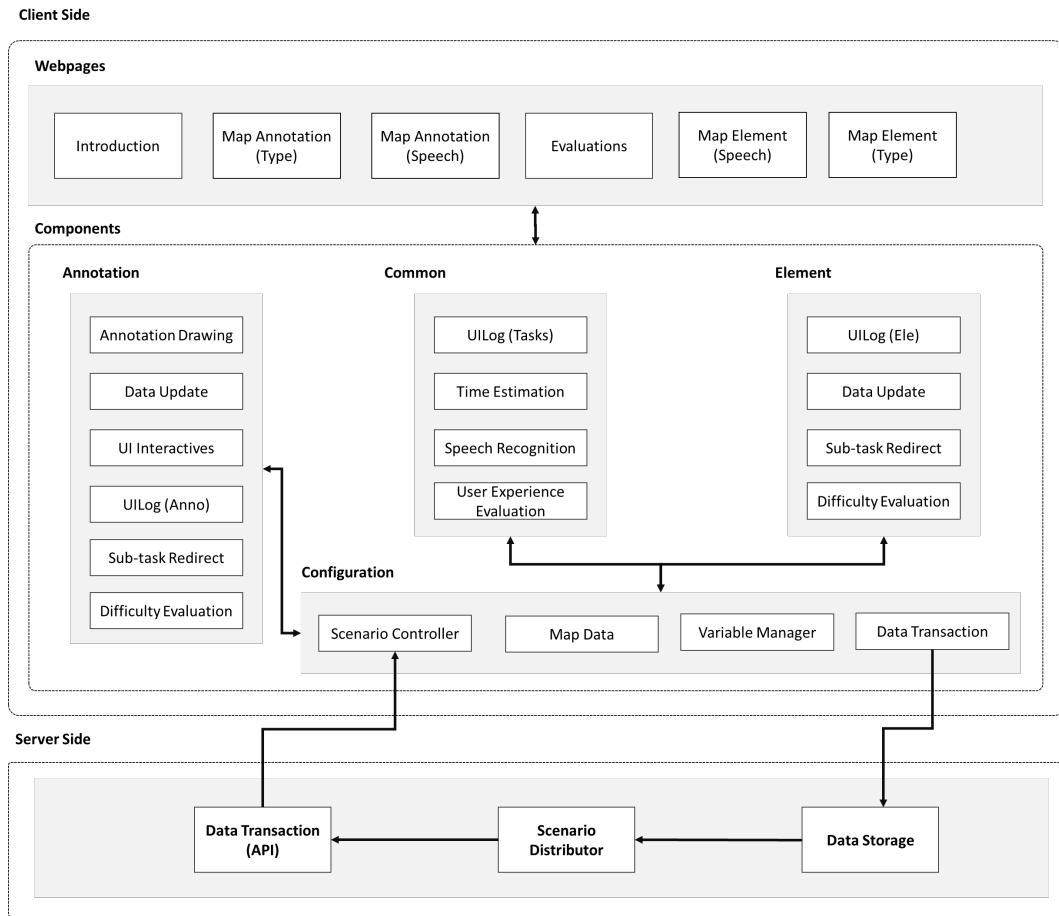 Client Side
Webpages
Introduction
Map Annotation
(Type)
Map Annotation
(Speech)
Evaluations
Map Element
(Speech)
Map Element
(Type)
Components
Annotation
Annotation Drawing
Data Update
UI Interactives
UILog (Anno)
Sub-task Redirect
Difficulty Evaluation
Common
UILog (Tasks)
Time Estimation
Speech Recognition
User Experience
Evaluation
Element
UILog (Ele)
Data Update
Sub-task Redirect
Difficulty Evaluation
Configuration
Scenario Controller
Map Data
Variable Manager
Data Transaction
Server Side
Data Transaction
(API)
Scenario
Distributor
Data Storage